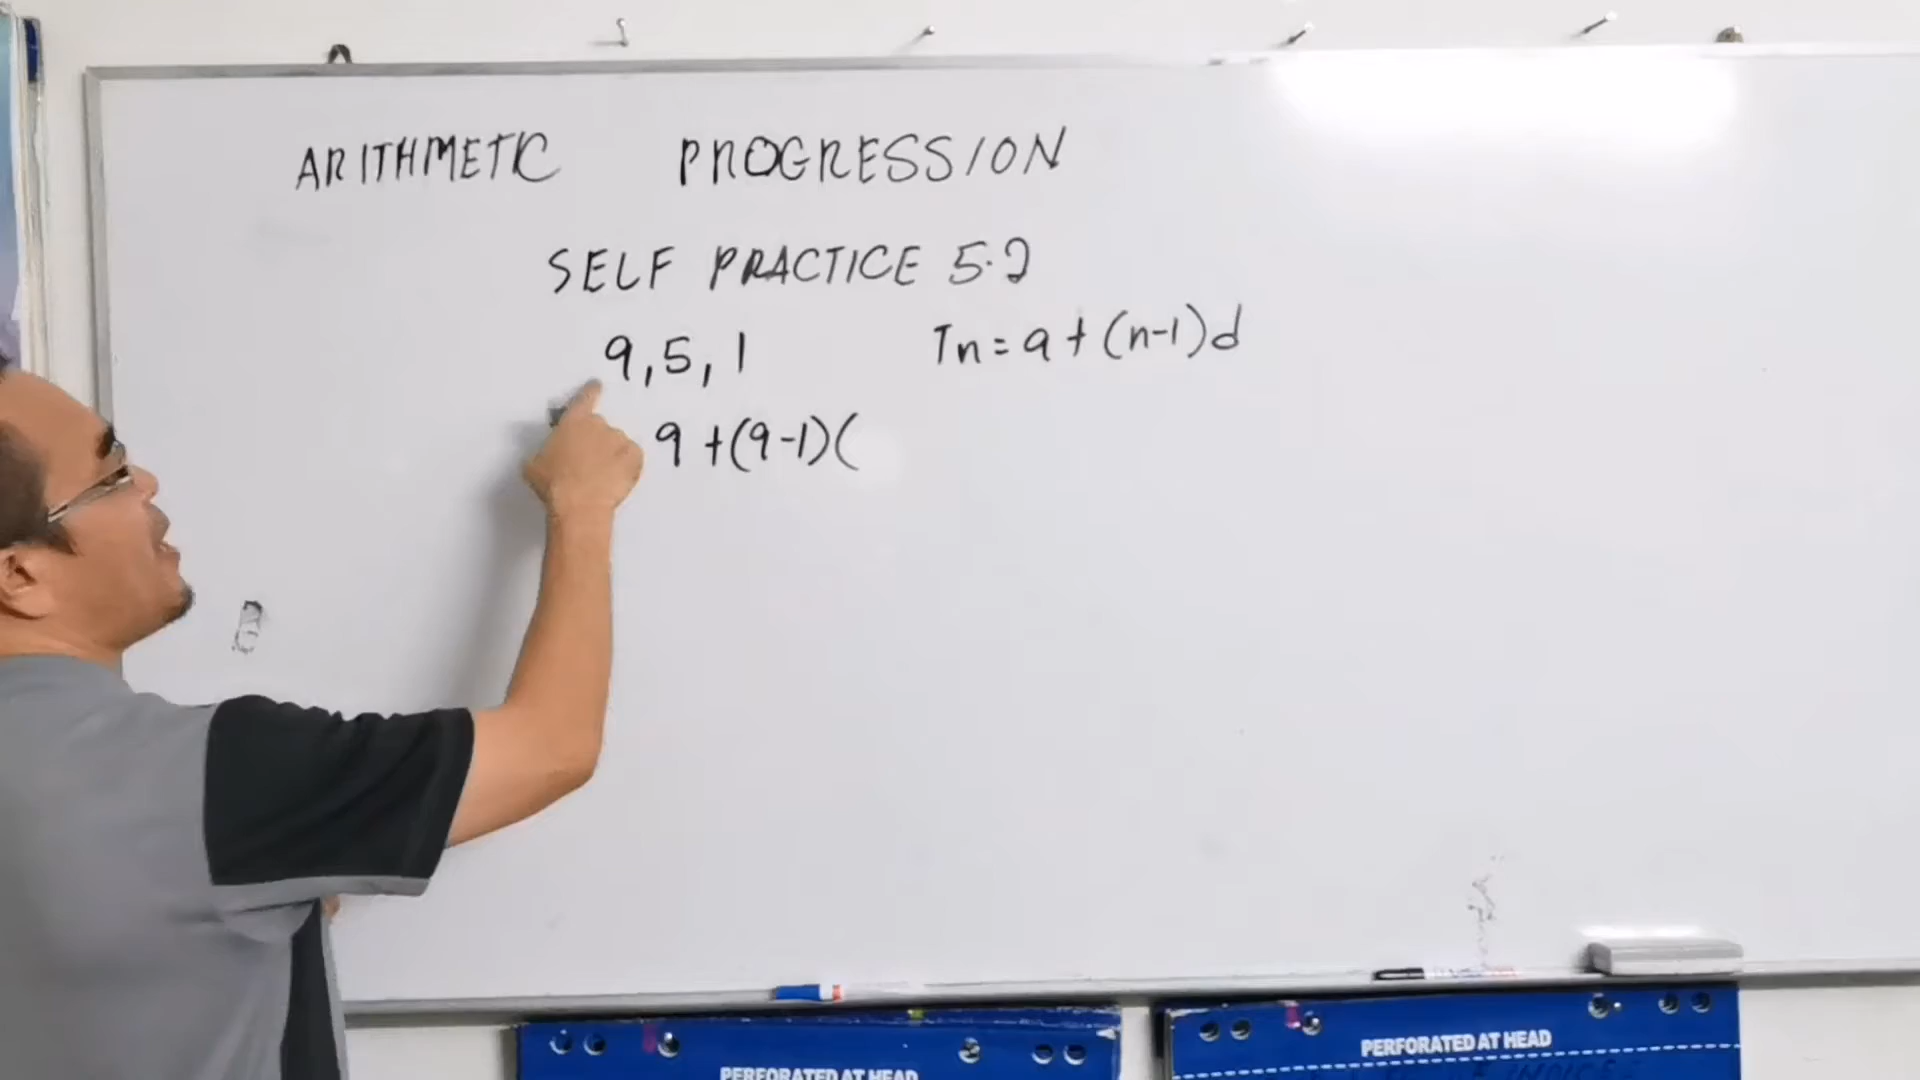 ARITHMETIC PROGRESSION
SELF PRACTICE 5.2
9, 5, 1
Tn = a + (n-1)d
9 + (9-1)(
PERFORATED AT HEAD
PERFORATED AT HEAD